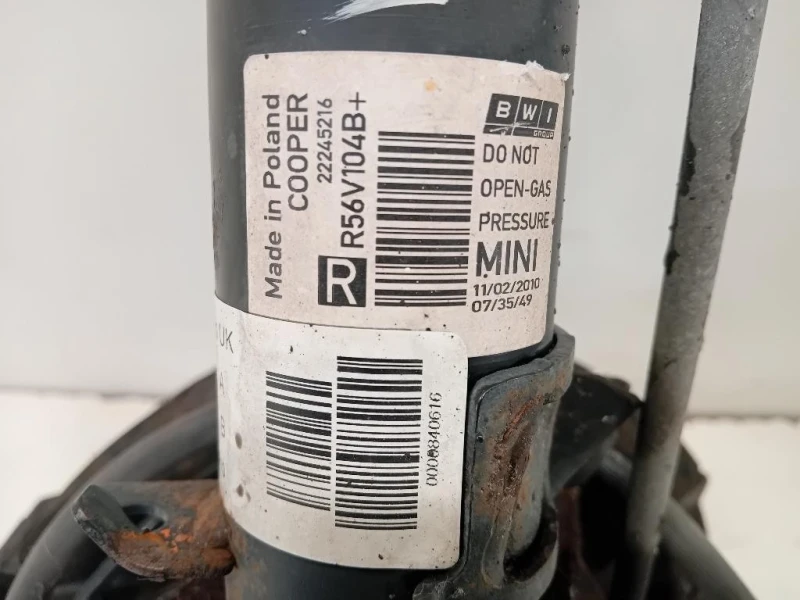 Made in Poland
COOPER
22245216
R
R56V104B+
BWI
GROUP
DO NOT
OPEN-GAS
PRESSURE
MINI
11/02/2010
07/35/49
UK
A
0000840616